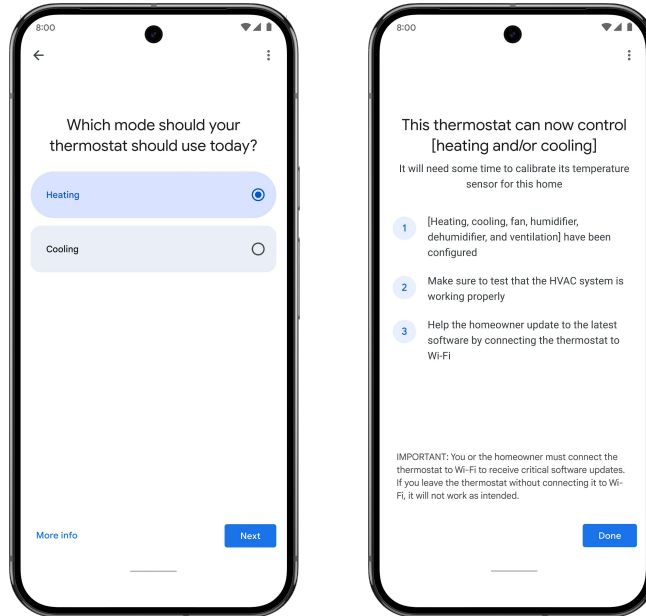 8:00
Which mode should your
thermostat should use today?
Heating
Cooling
More info
Next
8:00
This thermostat can now control
[heating and/or cooling]
It will need some time to calibrate its temperature
sensor for this home
1
[Heating, cooling, fan, humidifier,
dehumidifier, and ventilation] have been
configured
2
Make sure to test that the HVAC system is
working properly
3
Help the homeowner update to the latest
software by connecting the thermostat to
Wi-Fi
IMPORTANT: You or the homeowner must connect the
thermostat to Wi-Fi to receive critical software updates.
If you leave the thermostat without connecting it to Wi-
Fi, it will not work as intended.
Done